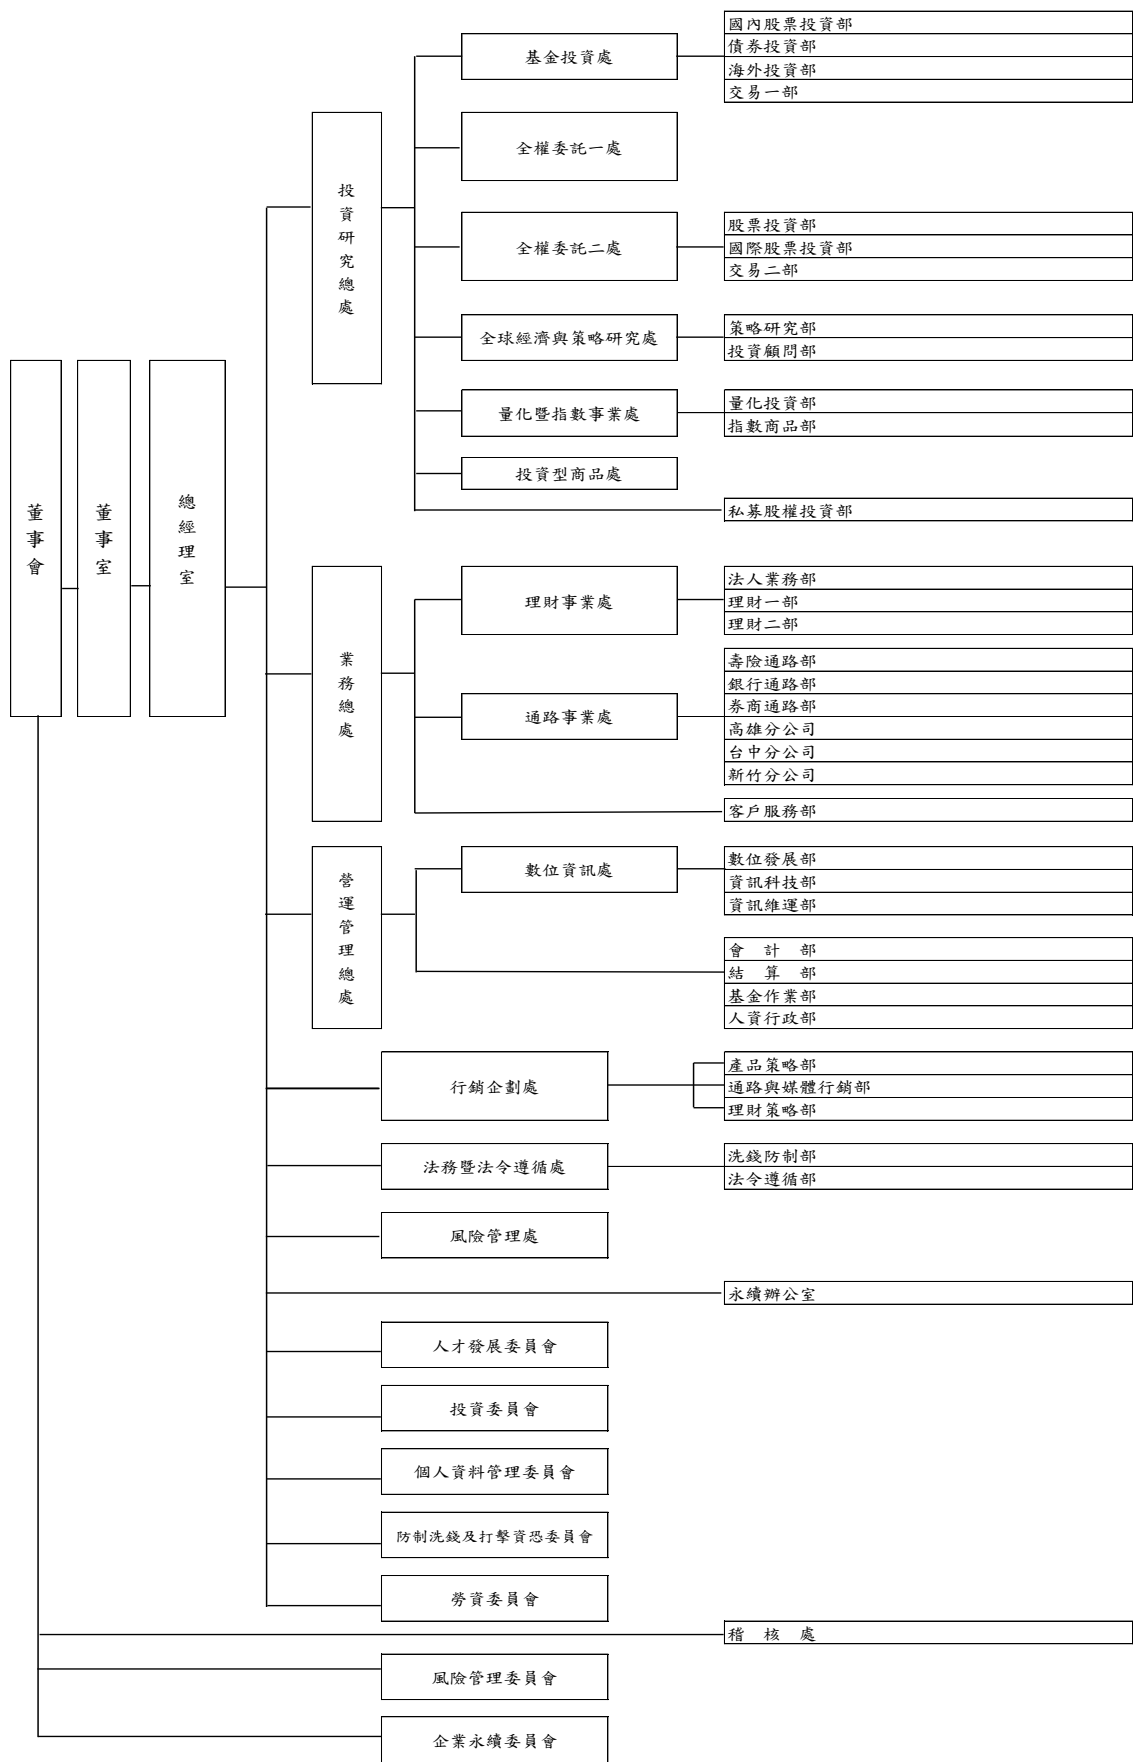 董事會
董事室
總經理室
投資研究總處
基金投資處
國內股票投資部
債券投資部
海外投資部
交易一部
全權委託一處
全權委託二處
股票投資部
國際股票投資部
交易二部
全球經濟與策略研究處
策略研究部
投資顧問部
量化暨指數事業處
量化投資部
指數商品部
投資型商品處
私募股權投資部
業務總處
理財事業處
法人業務部
理財一部
理財二部
通路事業處
壽險通路部
銀行通路部
券商通路部
高雄分公司
台中分公司
新竹分公司
客戶服務部
營運管理總處
數位資訊處
數位發展部
資訊科技部
資訊維運部
會 計 部
結 算 部
基金作業部
人資行政部
行銷企劃處
產品策略部
通路與媒體行銷部
理財策略部
法務暨法令遵循處
洗錢防制部
法令遵循部
風險管理處
永續辦公室
人才發展委員會
投資委員會
個人資料管理委員會
防制洗錢及打擊資恐委員會
勞資委員會
稽 核 處
風險管理委員會
企業永續委員會